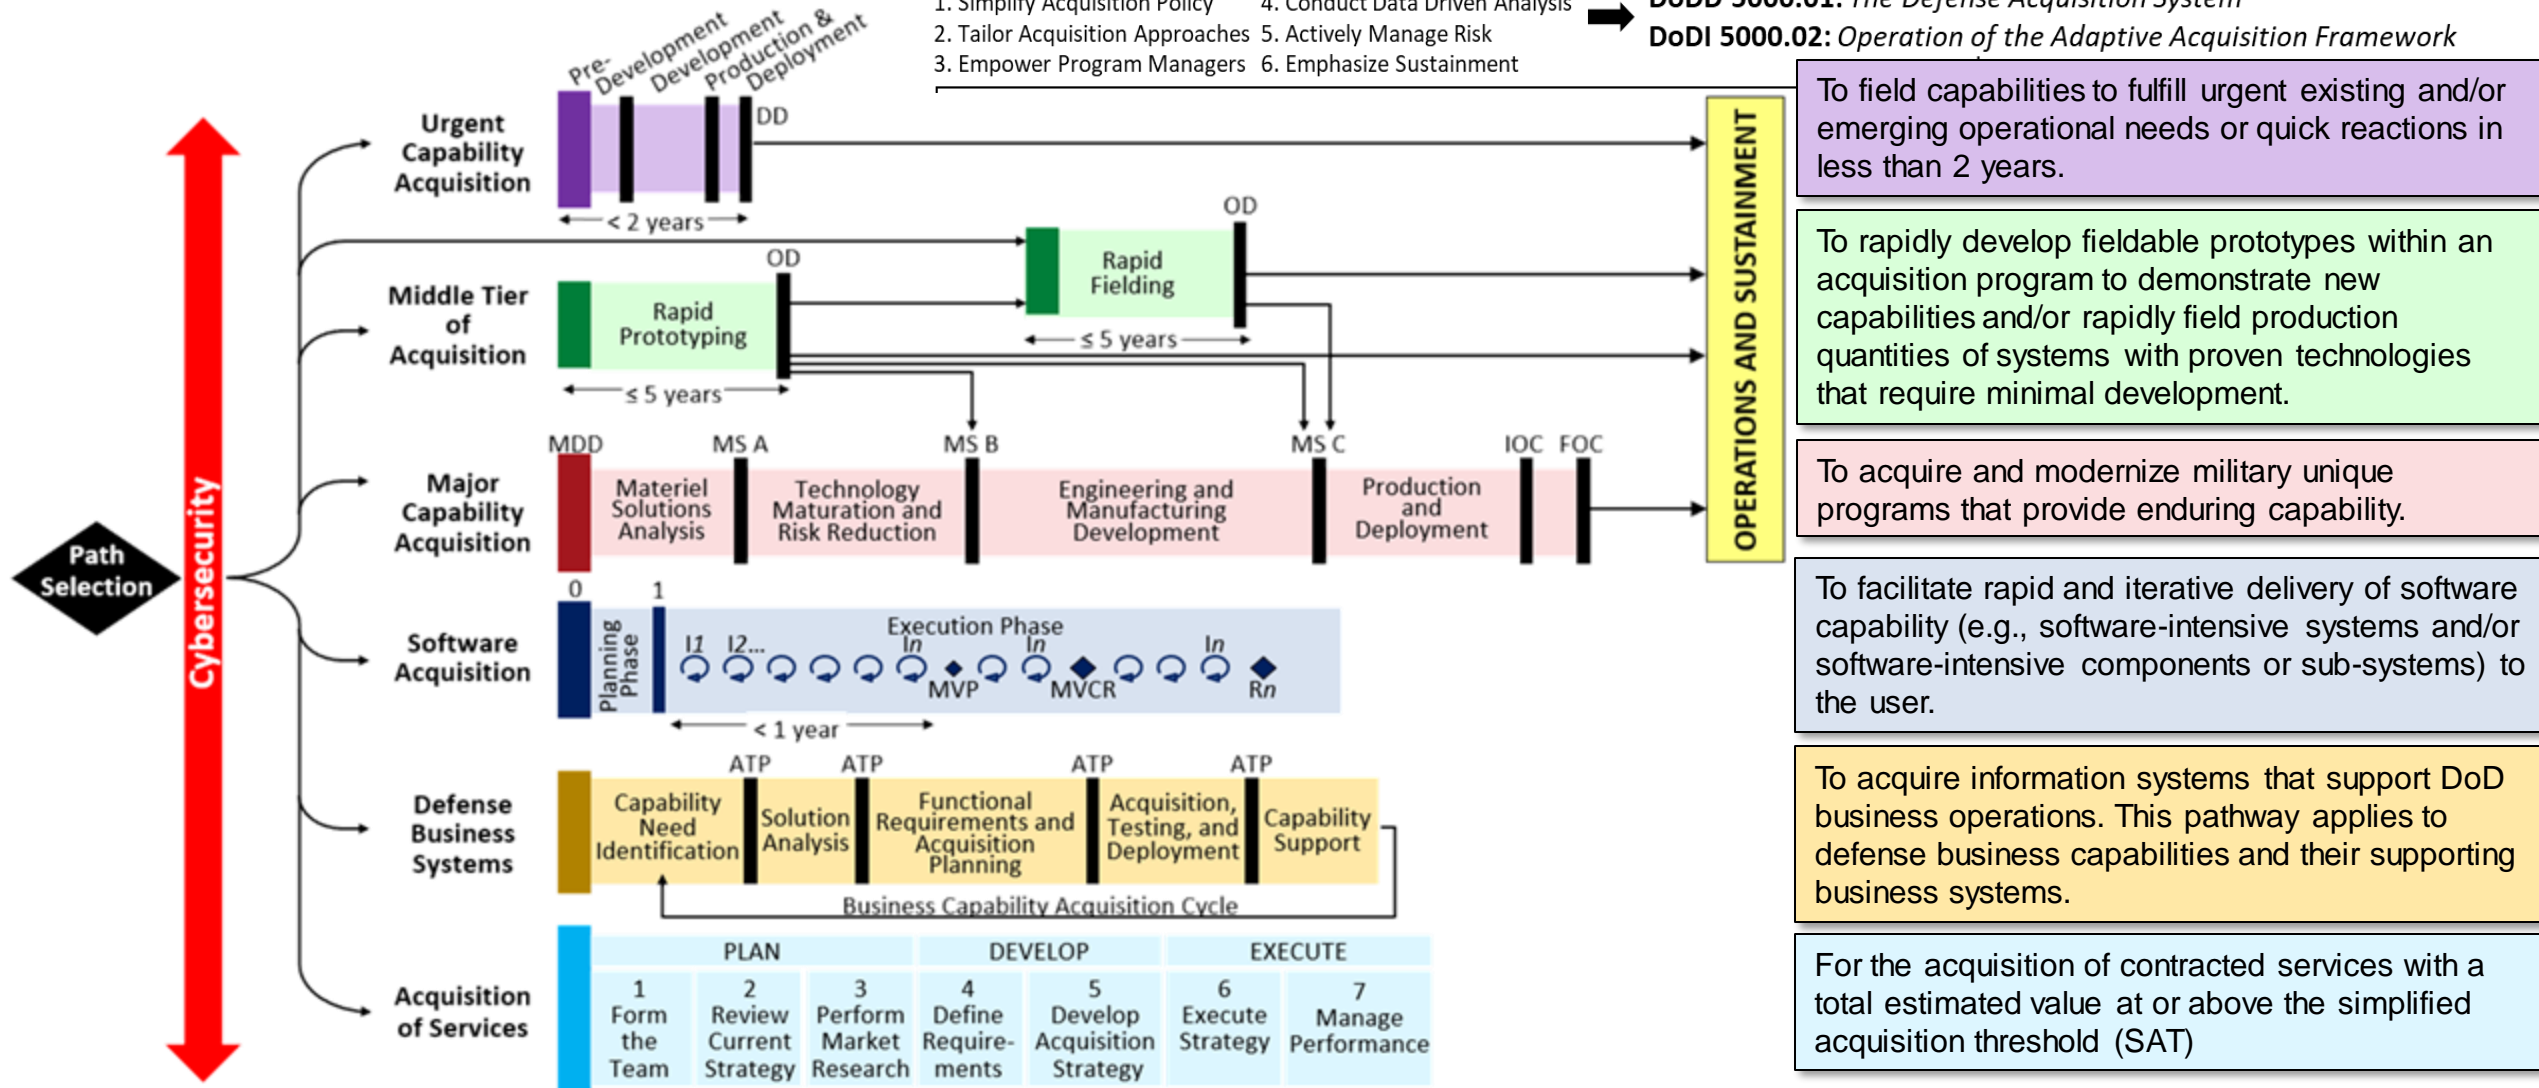 1. Simplify Acquisition Policy
2. Tailor Acquisition Approaches
3. Empower Program Managers
4. Conduct Data Driven Analysis
5. Actively Manage Risk
6. Emphasize Sustainment
DoDD 5000.01: The Defense Acquisition System
DoDI 5000.02: Operation of the Adaptive Acquisition Framework
Path
Selection
Cybersecurity
Urgent
Capability
Acquisition
Pre-
Development
Development
Production &
Deployment
DD
< 2 years
Middle Tier
of
Acquisition
Rapid
Prototyping
OD
≤ 5 years
Rapid
Fielding
OD
≤ 5 years
Major
Capability
Acquisition
MDD
MS A
MS B
MS C
IOC
FOC
Materiel
Solutions
Analysis
Technology
Maturation and
Risk Reduction
Engineering and
Manufacturing
Development
Production
and
Deployment
OPERATIONS AND SUSTAINMENT
Software
Acquisition
0
1
Planning
Phase
Execution Phase
I1
I2...
In
In
In
MVP
MVCR
Rn
< 1 year
Defense
Business
Systems
ATP
ATP
ATP
ATP
Capability
Need
Identification
Solution
Analysis
Functional
Requirements and
Acquisition
Planning
Acquisition,
Testing, and
Deployment
Capability
Support
Business Capability Acquisition Cycle
Acquisition
of Services
PLAN
DEVELOP
EXECUTE
1
Form
the
Team
2
Review
Current
Strategy
3
Perform
Market
Research
4
Define
Require-
ments
5
Develop
Acquisition
Strategy
6
Execute
Strategy
7
Manage
Performance
To field capabilities to fulfill urgent existing and/or
emerging operational needs or quick reactions in
less than 2 years.
To rapidly develop fieldable prototypes within an
acquisition program to demonstrate new
capabilities and/or rapidly field production
quantities of systems with proven technologies
that require minimal development.
To acquire and modernize military unique
programs that provide enduring capability.
To facilitate rapid and iterative delivery of software
capability (e.g., software-intensive systems and/or
software-intensive components or sub-systems) to
the user.
To acquire information systems that support DoD
business operations. This pathway applies to
defense business capabilities and their supporting
business systems.
For the acquisition of contracted services with a
total estimated value at or above the simplified
acquisition threshold (SAT)